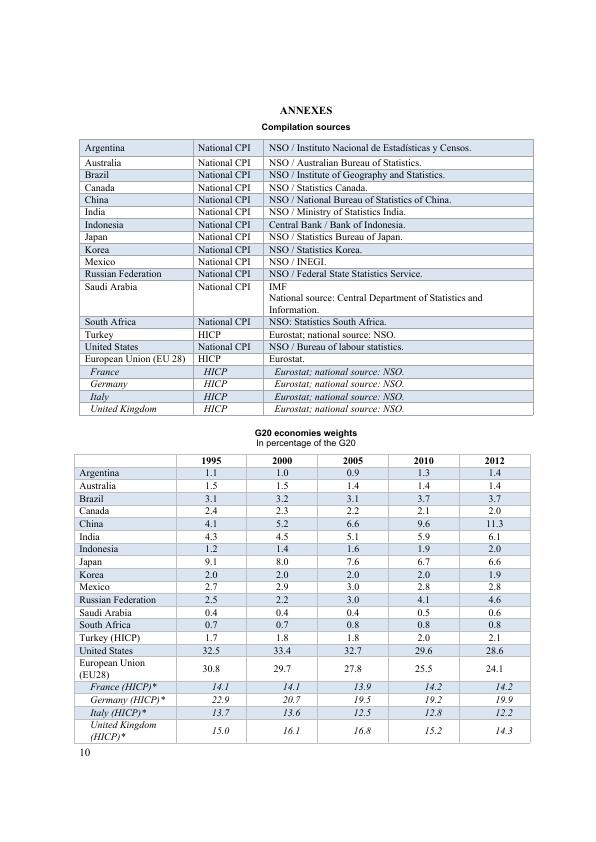 ANNEXES
Compilation sources
Argentina National CPI NSO / Instituto Nacional de Estadísticas y Censos.
Australia National CPI NSO / Australian Bureau of Statistics.
Brazil National CPI NSO / Institute of Geography and Statistics.
Canada National CPI NSO / Statistics Canada.
China National CPI NSO / National Bureau of Statistics of China.
India National CPI NSO / Ministry of Statistics India.
Indonesia National CPI Central Bank / Bank of Indonesia.
Japan National CPI NSO / Statistics Bureau of Japan.
Korea National CPI NSO / Statistics Korea.
Mexico National CPI NSO / INEGI.
Russian Federation National CPI NSO / Federal State Statistics Service.
Saudi Arabia National CPI IMF
National source: Central Department of Statistics and
Information.
South Africa National CPI NSO: Statistics South Africa.
Turkey HICP Eurostat; national source: NSO.
United States National CPI NSO / Bureau of labour statistics.
European Union (EU 28) HICP Eurostat.
France HICP Eurostat; national source: NSO.
Germany HICP Eurostat; national source: NSO.
Italy HICP Eurostat; national source: NSO.
United Kingdom HICP Eurostat; national source: NSO.
G20 economies weights
In percentage of the G20
1995 2000 2005 2010 2012
Argentina 1.1 1.0 0.9 1.3 1.4
Australia 1.5 1.5 1.4 1.4 1.4
Brazil 3.1 3.2 3.1 3.7 3.7
Canada 2.4 2.3 2.2 2.1 2.0
China 4.1 5.2 6.6 9.6 11.3
India 4.3 4.5 5.1 5.9 6.1
Indonesia 1.2 1.4 1.6 1.9 2.0
Japan 9.1 8.0 7.6 6.7 6.6
Korea 2.0 2.0 2.0 2.0 1.9
Mexico 2.7 2.9 3.0 2.8 2.8
Russian Federation 2.5 2.2 3.0 4.1 4.6
Saudi Arabia 0.4 0.4 0.4 0.5 0.6
South Africa 0.7 0.7 0.8 0.8 0.8
Turkey (HICP) 1.7 1.8 1.8 2.0 2.1
United States 32.5 33.4 32.7 29.6 28.6
European Union
(EU28) 30.8 29.7 27.8 25.5 24.1
France (HICP)* 14.1 14.1 13.9 14.2 14.2
Germany (HICP)* 22.9 20.7 19.5 19.2 19.9
Italy (HICP)* 13.7 13.6 12.5 12.8 12.2
United Kingdom
(HICP)* 15.0 16.1 16.8 15.2 14.3
10